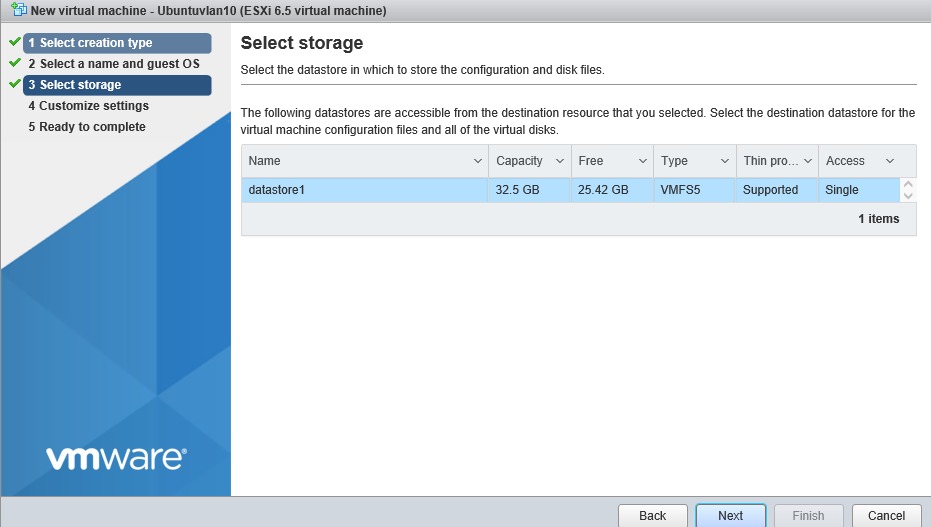 New virtual machine - Ubuntuvlan10 (ESXi 6.5 virtual machine)
1 Select creation type
2 Select a name and guest OS
3 Select storage
4 Customize settings
5 Ready to complete
Select storage
Select the datastore in which to store the configuration and disk files.
The following datastores are accessible from the destination resource that you selected. Select the destination datastore for the
virtual machine configuration files and all of the virtual disks.
Name Capacity Free Type Thin pro... Access
datastore1 32.5 GB 25.42 GB VMFS5 Supported Single
1 items
vmware®
Back Next Finish Cancel